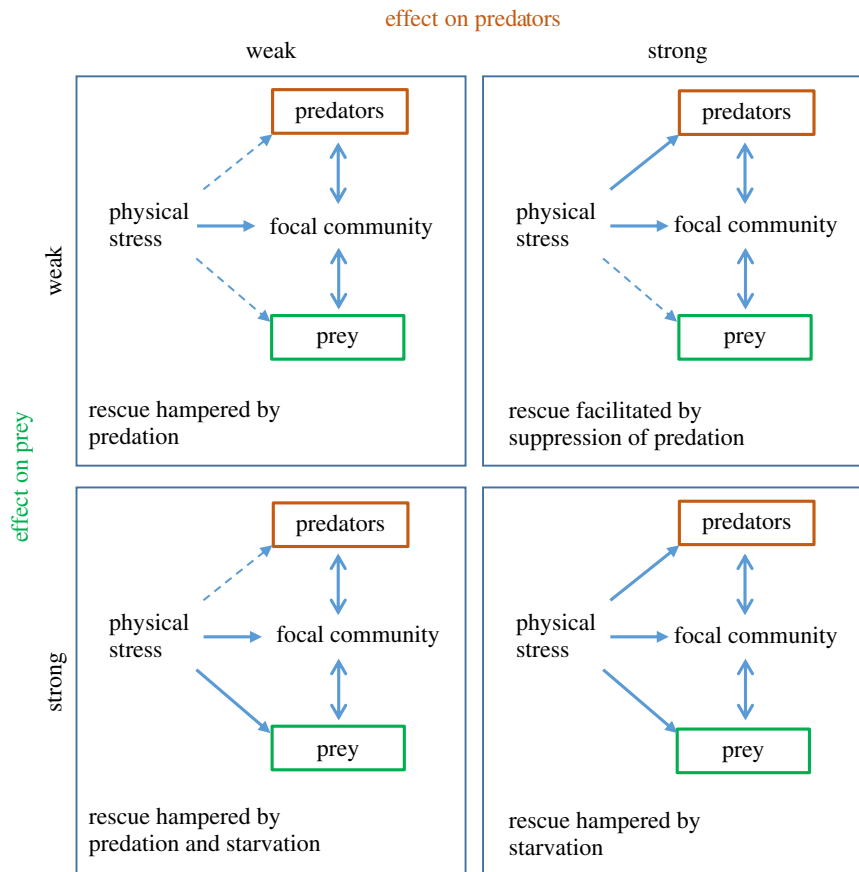 effect on predators
weak
strong
effect on prey
weak
predators
physical
stress
focal community
prey
rescue hampered by
predation
predators
physical
stress
focal community
prey
rescue facilitated by
suppression of predation
strong
predators
physical
stress
focal community
prey
rescue hampered by
predation and starvation
predators
physical
stress
focal community
prey
rescue hampered by
starvation